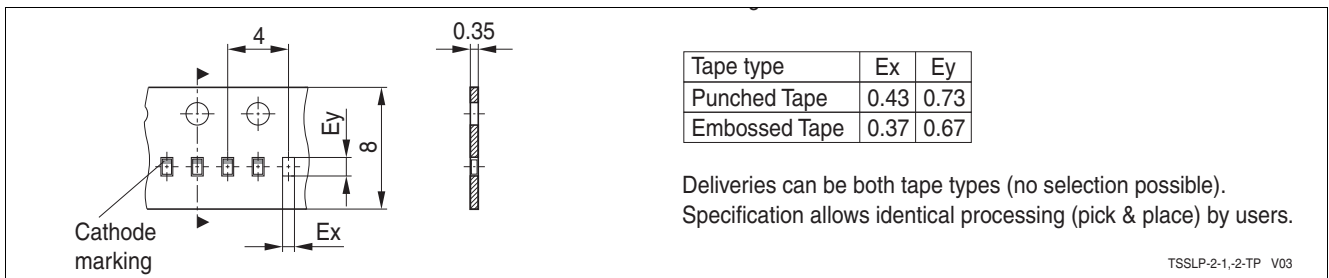 4
0.35
Ey
8
Ex
Cathode
marking
Tape type Ex Ey
Punched Tape 0.43 0.73
Embossed Tape 0.37 0.67
Deliveries can be both tape types (no selection possible).
Specification allows identical processing (pick & place) by users.
TSSLP-2-1,-2-TP V03